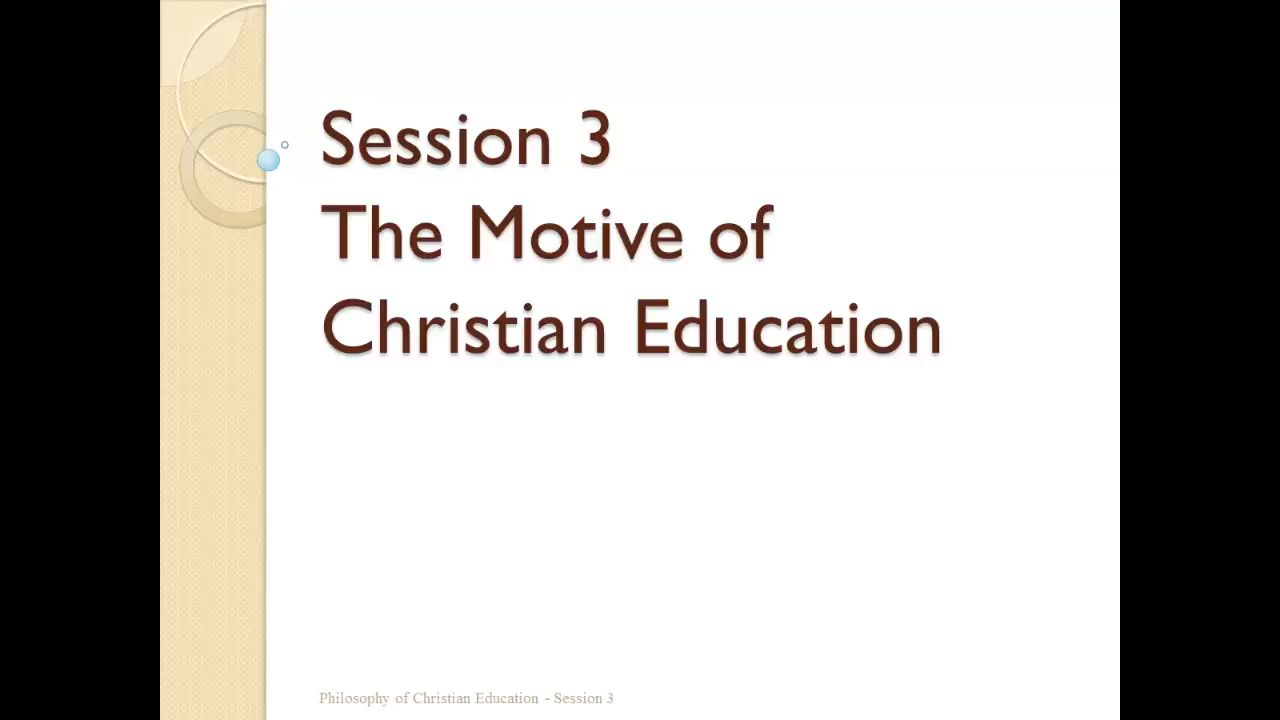 Session 3
The Motive of
Christian Education
Philosophy of Christian Education - Session 3